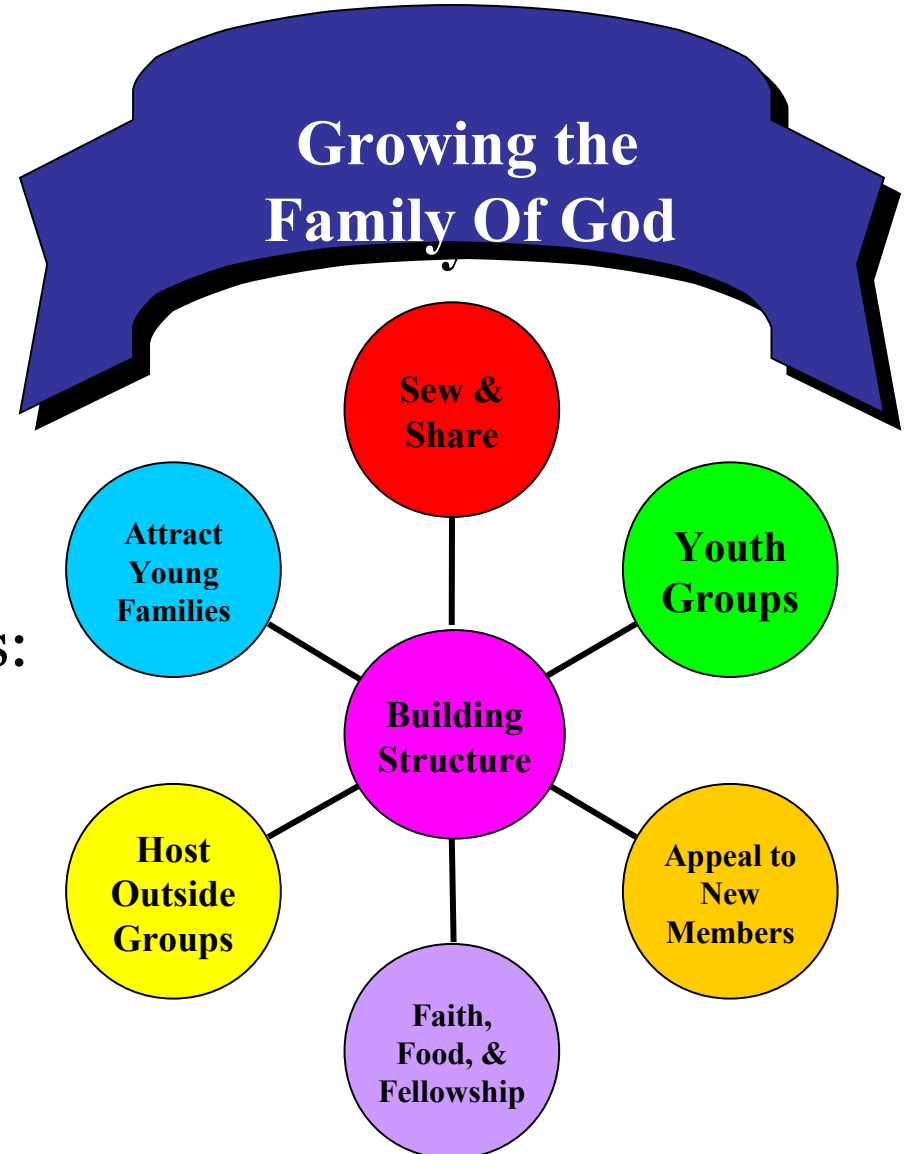 Growing the
Family Of God
Sew &
Share
Attract
Young
Families
Youth
Groups
s:
Building
Structure
Host
Outside
Groups
Appeal to
New
Members
Faith,
Food, &
Fellowship